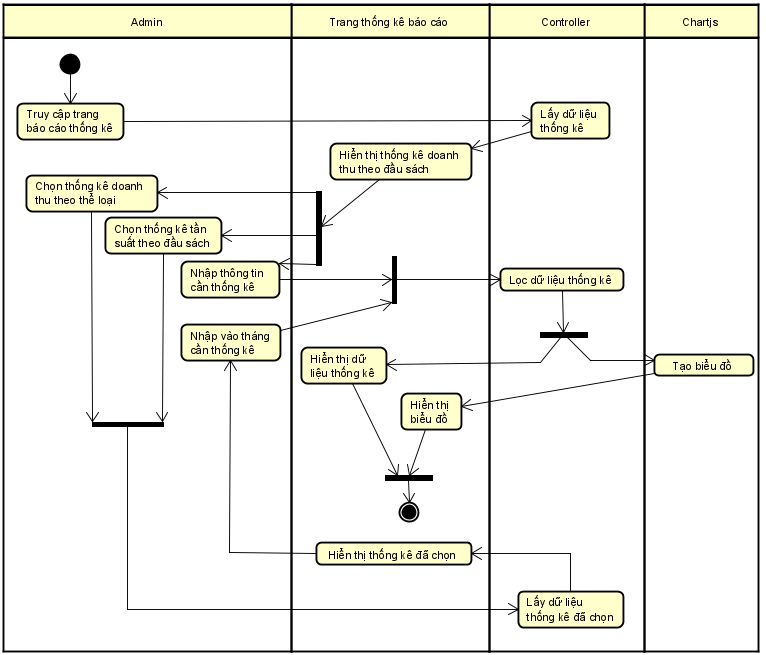 Admin
Trang thống kê báo cáo
Controller
Chartjs
Truy cập trang
báo cáo thống kê
Lấy dữ liệu
thống kê
Hiển thị thống kê doanh
thu theo đầu sách
Chọn thống kê doanh
thu theo thể loại
Chọn thống kê tần
suất theo đầu sách
Nhập thông tin
cần thống kê
Lọc dữ liệu thống kê
Nhập vào tháng
cần thống kê
Hiển thị dữ
liệu thống kê
Tạo biểu đồ
Hiển thị
biểu đồ
Hiển thị thống kê đã chọn
Lấy dữ liệu
thống kê đã chọn